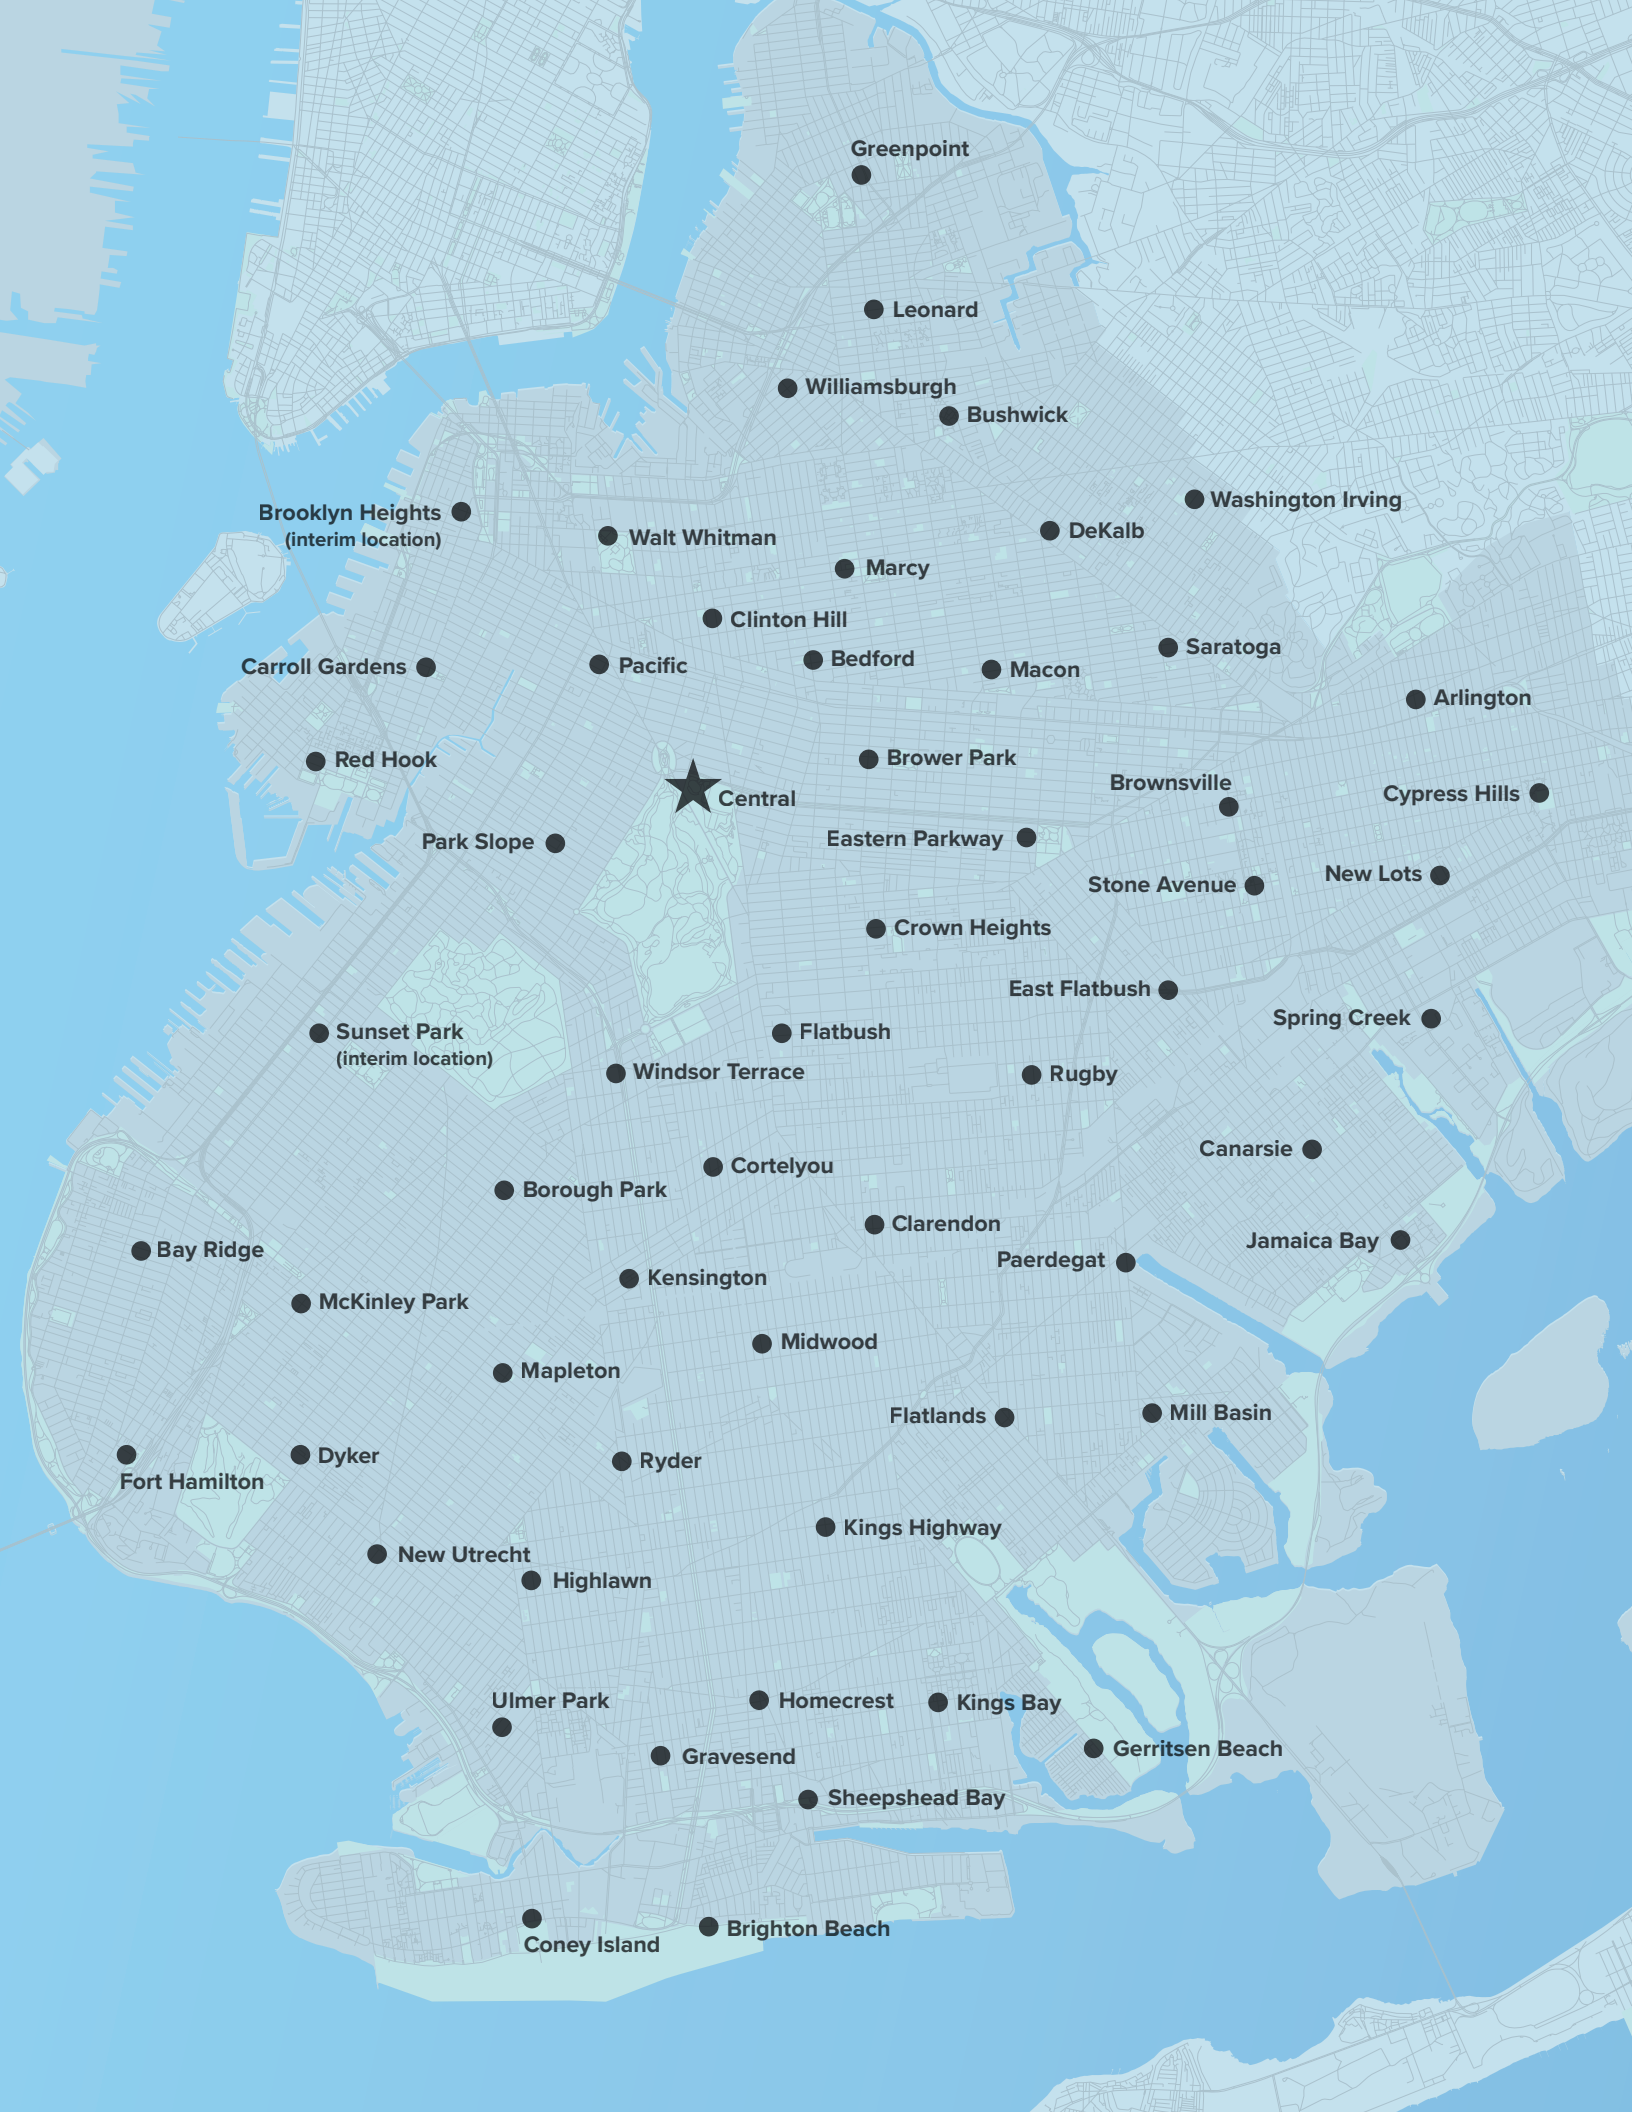 Greenpoint
Leonard
Williamsburgh
Bushwick
Washington Irving
Brooklyn Heights
(interim location)
DeKalb
Walt Whitman
Marcy
Clinton Hill
Saratoga
Bedford
Pacific
Carroll Gardens
Macon
Arlington
Brower Park
Red Hook
Brownsville
Cypress Hills
Central
Eastern Parkway
Park Slope
New Lots
Stone Avenue
Crown Heights
East Flatbush
Spring Creek
Sunset Park
(interim location)
Flatbush
Windsor Terrace
Rugby
Canarsie
Cortelyou
Borough Park
Clarendon
Jamaica Bay
Bay Ridge
Paerdegat
Kensington
McKinley Park
Midwood
Mapleton
Mill Basin
Flatlands
Dyker
Ryder
Fort Hamilton
Kings Highway
New Utrecht
Highlawn
Ulmer Park
Homecrest
Kings Bay
Gerritsen Beach
Gravesend
Sheepshead Bay
Brighton Beach
Coney Island